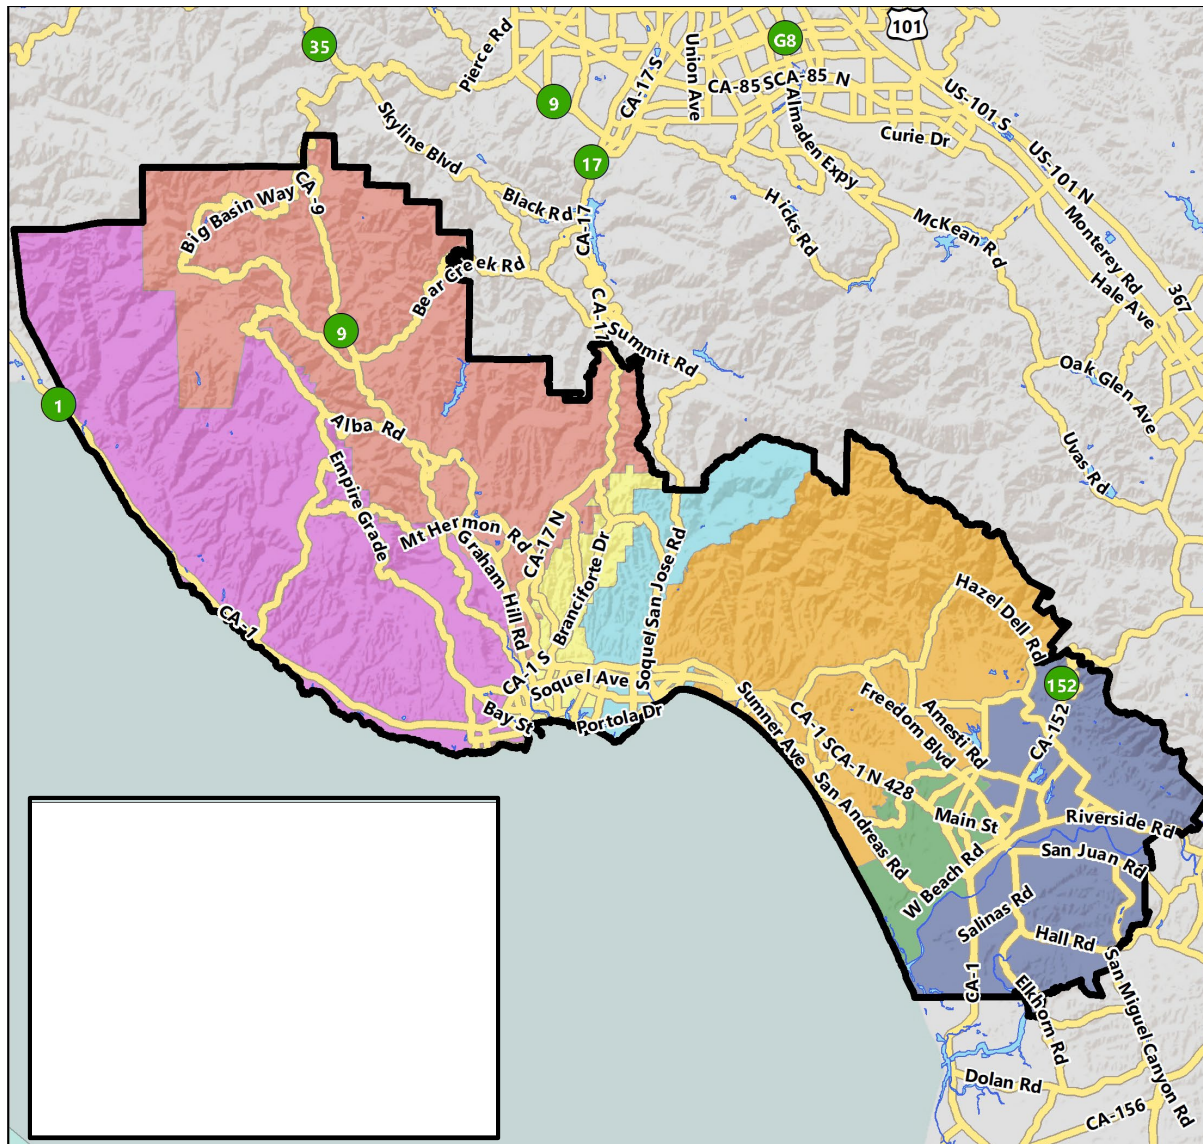 101
35
Pierce Rd
Union Ave
G8
CA-17 S
CA-85 S
CA-85 N
US-101 S
9
Skyline Blvd
Almaden Expy
Curie Dr
US-101 N
17
CA-9
Big Basin Way
Black Rd
CA-17
Hicks Rd
McKean Rd
Monterey Rd
Bear Creek Rd
Hale Ave
367
CA-17
9
Summit Rd
1
Oak Glen Ave
Alba Rd
Uvas Rd
Empire Grade
Mt Hermon Rd
CA-17 N
Graham Hill Rd
Branciforte Dr
Soquel San Jose Rd
Hazel Dell Rd
CA-1
CA-1 S
Soquel Ave
152
Bay St
Portola Dr
Sumner Ave
Freedom Blvd
Amesti Rd
CA-152
CA-1 S
CA-1 N 428
San Andreas Rd
Main St
Riverside Rd
W Beach Rd
San Juan Rd
Salinas Rd
Hall Rd
CA-1
Elkhorn Rd
San Miguel Canyon Rd
Dolan Rd
CA-156